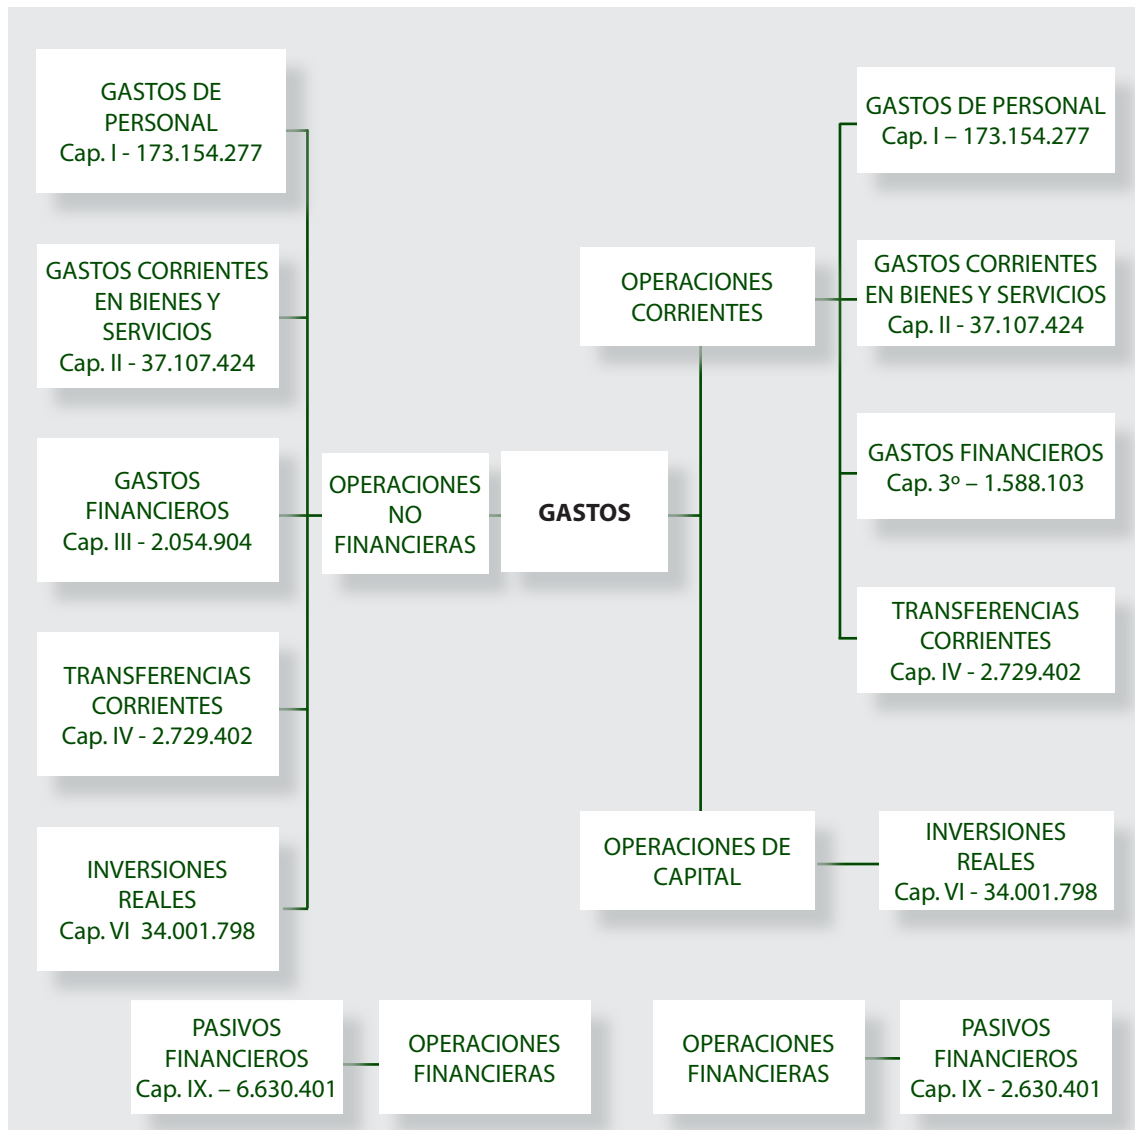 GASTOS DE
PERSONAL
Cap. I - 173.154.277
GASTOS CORRIENTES
EN BIENES Y
SERVICIOS
Cap. II - 37.107.424
GASTOS
FINANCIEROS
Cap. III - 2.054.904
TRANSFERENCIAS
CORRIENTES
Cap. IV - 2.729.402
INVERSIONES
REALES
Cap. VI 34.001.798
OPERACIONES
NO
FINANCIERAS
GASTOS
OPERACIONES
CORRIENTES
GASTOS DE PERSONAL
Cap. I – 173.154.277
GASTOS CORRIENTES
EN BIENES Y SERVICIOS
Cap. II - 37.107.424
GASTOS FINANCIEROS
Cap. 3º – 1.588.103
TRANSFERENCIAS
CORRIENTES
Cap. IV - 2.729.402
OPERACIONES DE
CAPITAL
INVERSIONES
REALES
Cap. VI - 34.001.798
PASIVOS
FINANCIEROS
Cap. IX. – 6.630.401
OPERACIONES
FINANCIERAS
OPERACIONES
FINANCIERAS
PASIVOS
FINANCIEROS
Cap. IX - 2.630.401